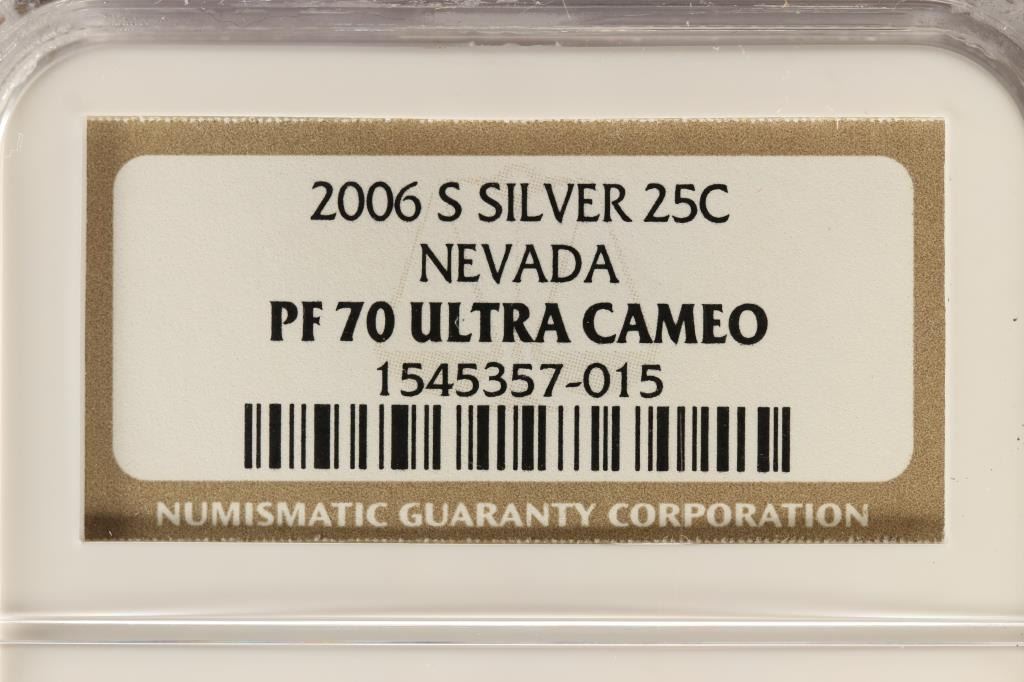 2006 S SILVER 25C
NEVADA
PF 70 ULTRA CAMEO
1545357-015
NUMISMATIC GUARANTY CORPORATION